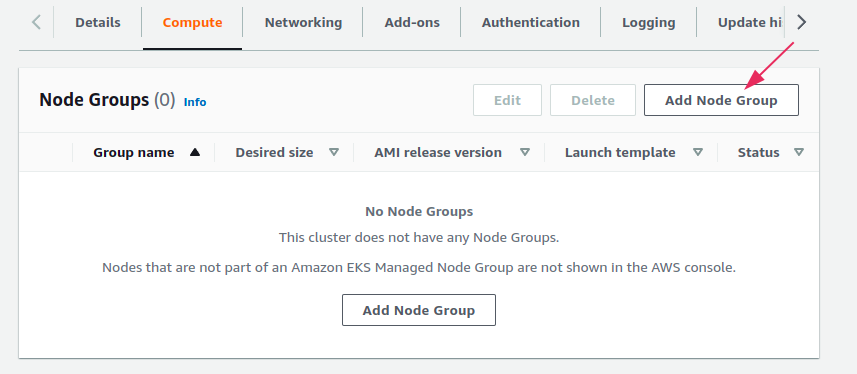 Details Compute Networking Add-ons Authentication Logging Update hi
Node Groups (0) Info Edit Delete Add Node Group
Group name Desired size AMI release version Launch template Status
No Node Groups
This cluster does not have any Node Groups.
Nodes that are not part of an Amazon EKS Managed Node Group are not shown in the AWS console.
Add Node Group